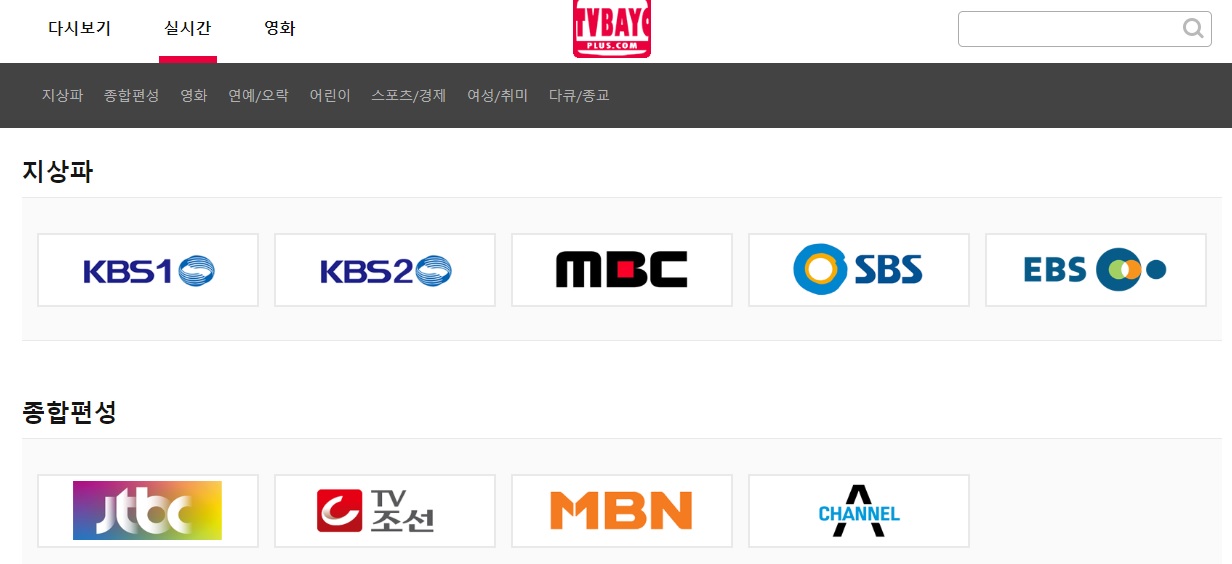 다시보기 실시간 영화
TVBAYO
PLUS.COM
지상파 종합편성 영화 연예/오락 어린이 스포츠/경제 여성/취미 다큐/종교
지상파
KBS1 KBS2 MBC SBS EBS
종합편성
jtbc TV조선 MBN CHANNEL A